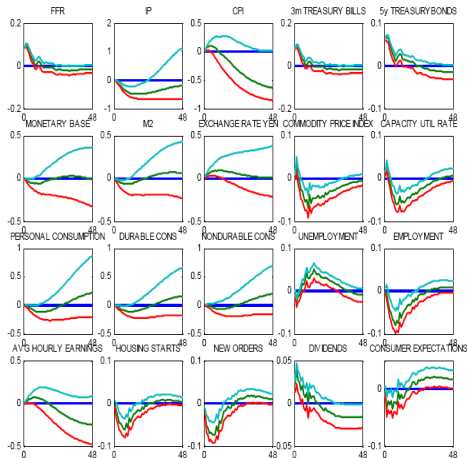 FFR IP CPI 3m TREASURY BILLS 5y TREASURY BONDS
0.2 2 0.5 0.2 0.2
1 0
0 0 -0.5 0 0
0.2 -1 -1 0.2 0.2
0 48 0 48 0 48 0 48 0 48
MONETARY BASE M2 EXCHANGE RATE YEN COMMODITY PRICE INDEX CAPACITY UTIL RATE
0.5 0.5 0.5 0.1 0.1
0 0 0 0 0
-0.5 -0.5 -0.5 -0.1 -0.1
0 48 0 48 0 48 0 48 0 48
PERSONAL CONSUMPTION DURABLE CONS NONDURABLE CONS UNEMPLOYMENT EMPLOYMENT
1 1 1 0.1 0.1
0.5 0.5 0.5
0 0 0 0 0
-0.5 -0.5 -0.5 -0.1 -0.1
0 48 0 48 0 48 0 48 0 48
AVG HOURLY EARNINGS HOUSING STARTS NEW ORDERS DIVIDENDS CONSUMER EXPECTATIONS
0.5 0.1 0.1 0.05 0.1
0 0 0 0 0
-0.5 -0.1 -0.1 0.05 -0.1
0 48 0 48 0 48 0 48 0 48